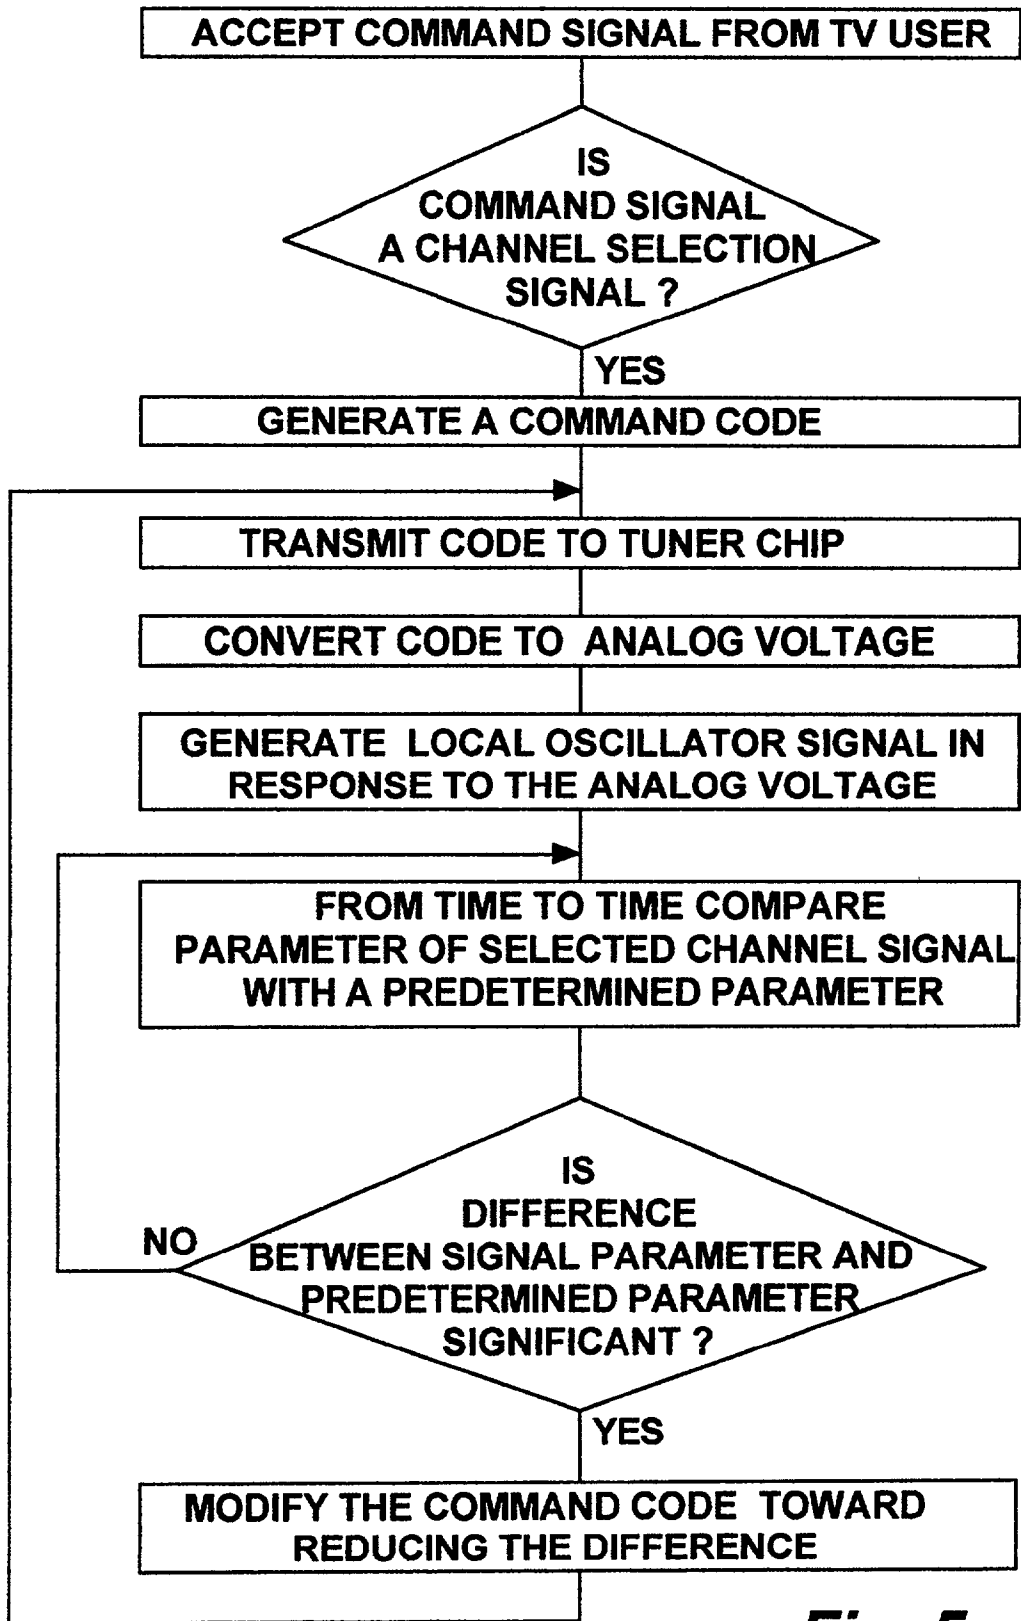 ACCEPT COMMAND SIGNAL FROM TV USER
IS
COMMAND SIGNAL
A CHANNEL SELECTION
SIGNAL ?
YES
GENERATE A COMMAND CODE
TRANSMIT CODE TO TUNER CHIP
CONVERT CODE TO ANALOG VOLTAGE
GENERATE LOCAL OSCILLATOR SIGNAL IN
RESPONSE TO THE ANALOG VOLTAGE
FROM TIME TO TIME COMPARE
PARAMETER OF SELECTED CHANNEL SIGNAL
WITH A PREDETERMINED PARAMETER
IS
DIFFERENCE
NO
BETWEEN SIGNAL PARAMETER AND
PREDETERMINED PARAMETER
SIGNIFICANT ?
YES
MODIFY THE COMMAND CODE TOWARD
REDUCING THE DIFFERENCE